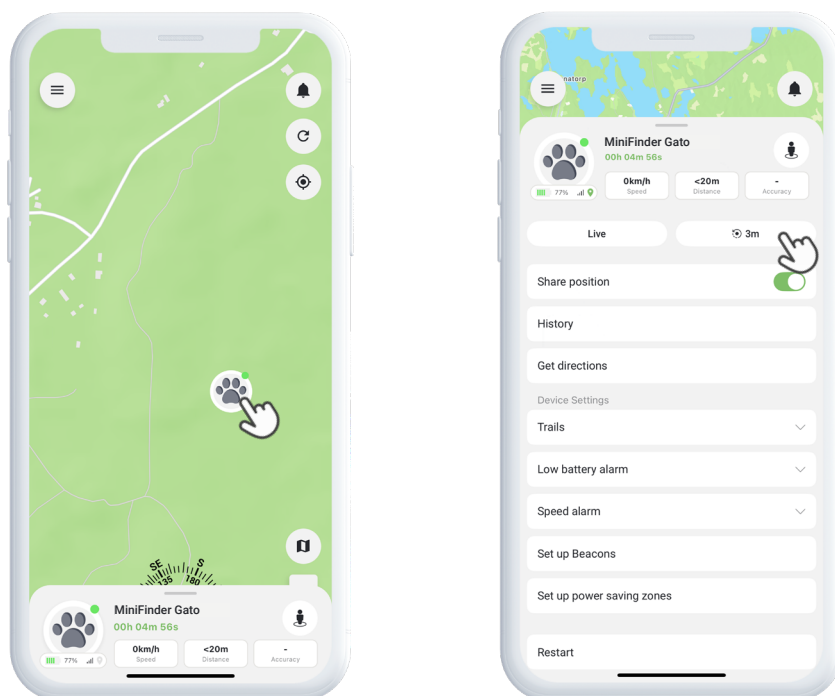 SE
S
135
180
MiniFinder Gato
00h 04m 56s
77%
0km/h
Speed
<20m
Distance
-
Accuracy
natorp
MiniFinder Gato
00h 04m 56s
77%
0km/h
Speed
<20m
Distance
-
Accuracy
Live
3m
Share position
History
Get directions
Device Settings
Trails
Low battery alarm
Speed alarm
Set up Beacons
Set up power saving zones
Restart